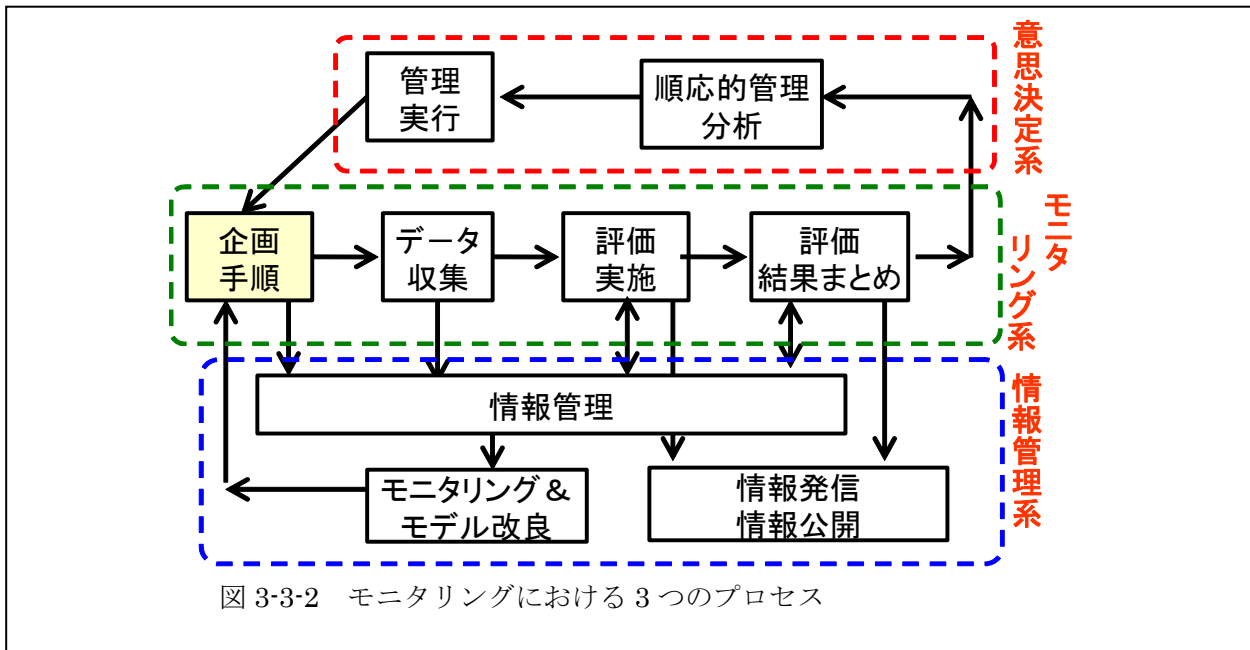 管理
実行
順応的管理
分析
意思決定系
企画
手順
データ
収集
評価
実施
評価
結果まとめ
モニタ
リング系
情報管理
モニタリング＆
モデル改良
情報発信
情報公開
情報管理系
図 3-3-2　モニタリングにおける 3 つのプロセス